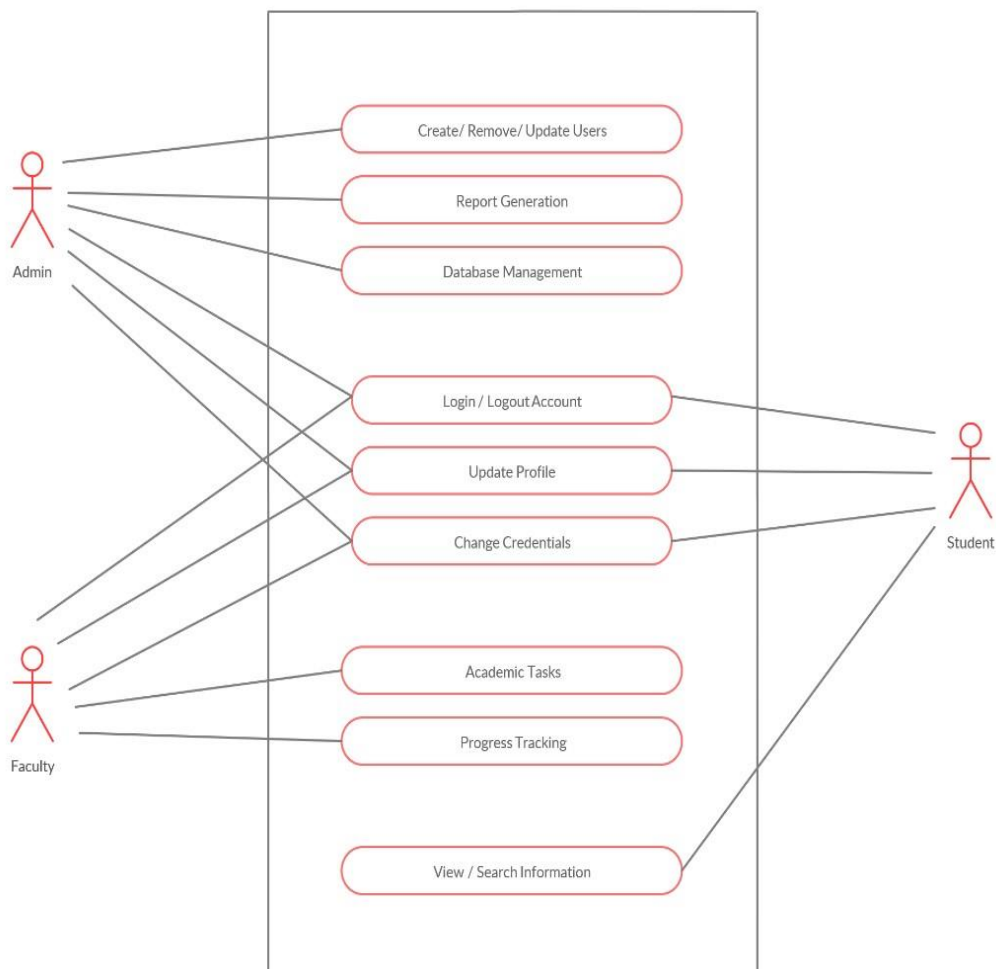 Create/ Remove/ Update Users
Report Generation
Database Management
Admin
Login / Logout Account
Update Profile
Change Credentials
Student
Academic Tasks
Progress Tracking
Faculty
View / Search Information